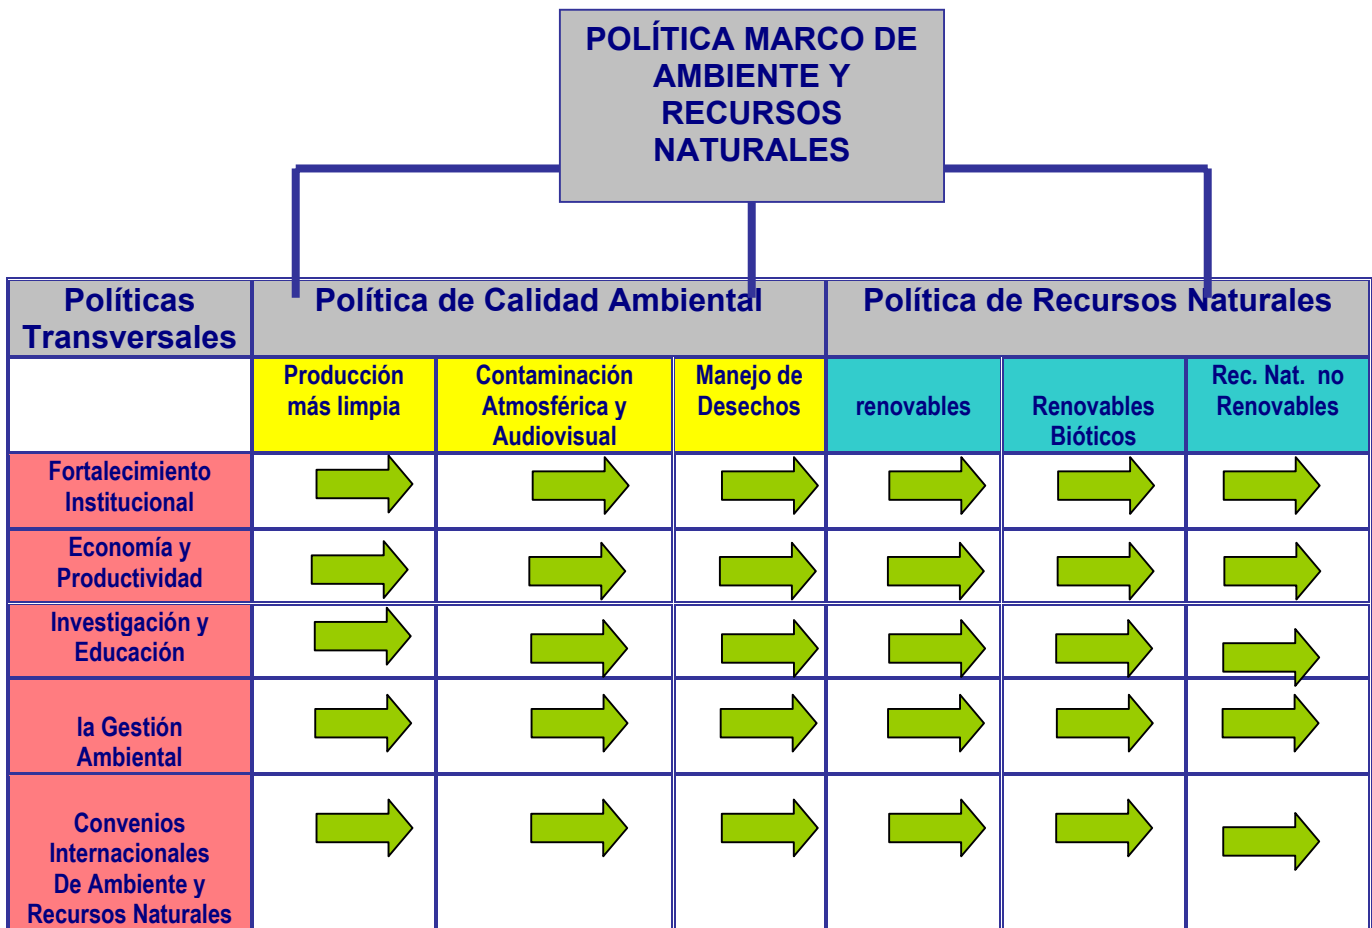 POLÍTICA MARCO DE
AMBIENTE Y
RECURSOS
NATURALES
Políticas
Transversales
Política de Calidad Ambiental
Política de Recursos Naturales
Producción
más limpia
Contaminación
Atmosférica y
Audiovisual
Manejo de
Desechos
renovables
Renovables
Bióticos
Rec. Nat. no
Renovables
Fortalecimiento
Institucional
Economía y
Productividad
Investigación y
Educación
la Gestión
Ambiental
Convenios
Internacionales
De Ambiente y
Recursos Naturales